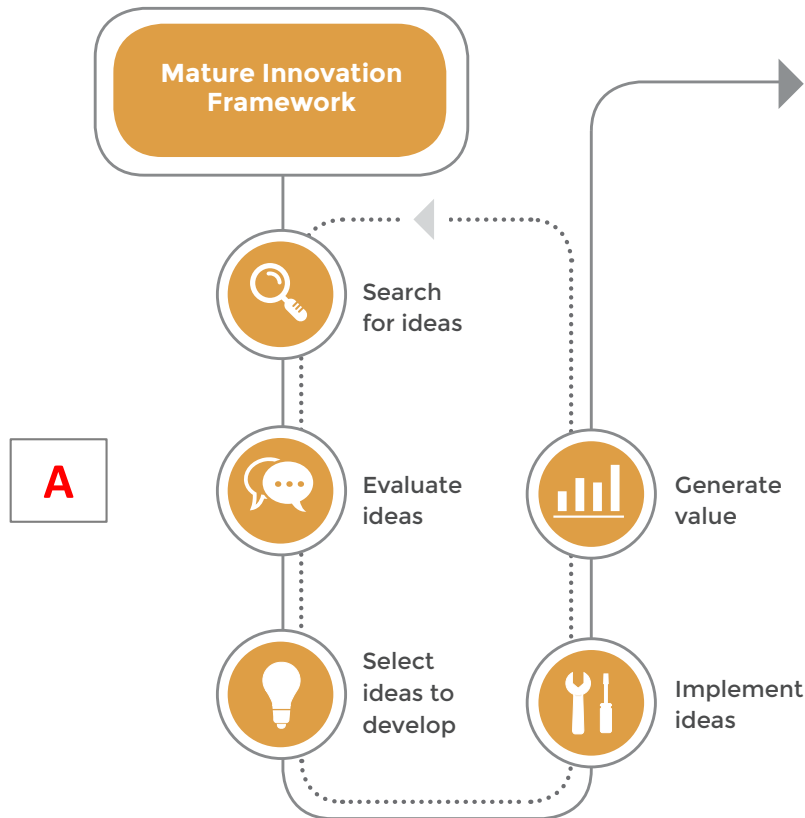 Mature Innovation
Framework
Search
for ideas
A
Evaluate
ideas
Select
ideas to
develop
Generate
value
Implement
ideas